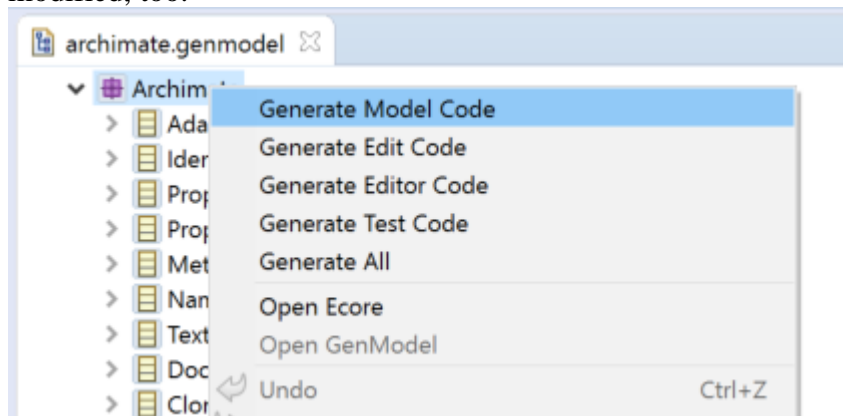 modified, too.
archimate.genmodel
Archim
Generate Model Code
Ada
Generate Edit Code
Iden
Generate Editor Code
Prop
Generate Test Code
Prop
Generate All
Met
Open Ecore
Nam
Open GenModel
Text
Doc
Undo Ctrl+Z
Clon